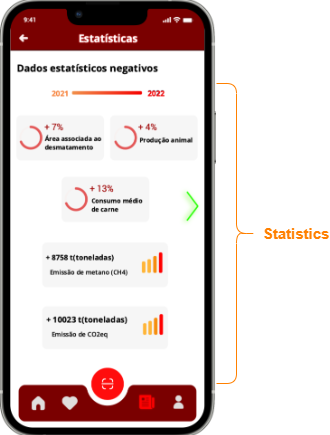 9:41
Estatísticas
Dados estatísticos negativos
2021 2022
+ 7%
Área associada ao
desmatamento
+ 4%
Produção animal
+ 13%
Consumo médio
de carne
Statistics
+ 8758 t(toneladas)
Emissão de metano (CH4)
+ 10023 t(toneladas)
Emissão de CO2eq